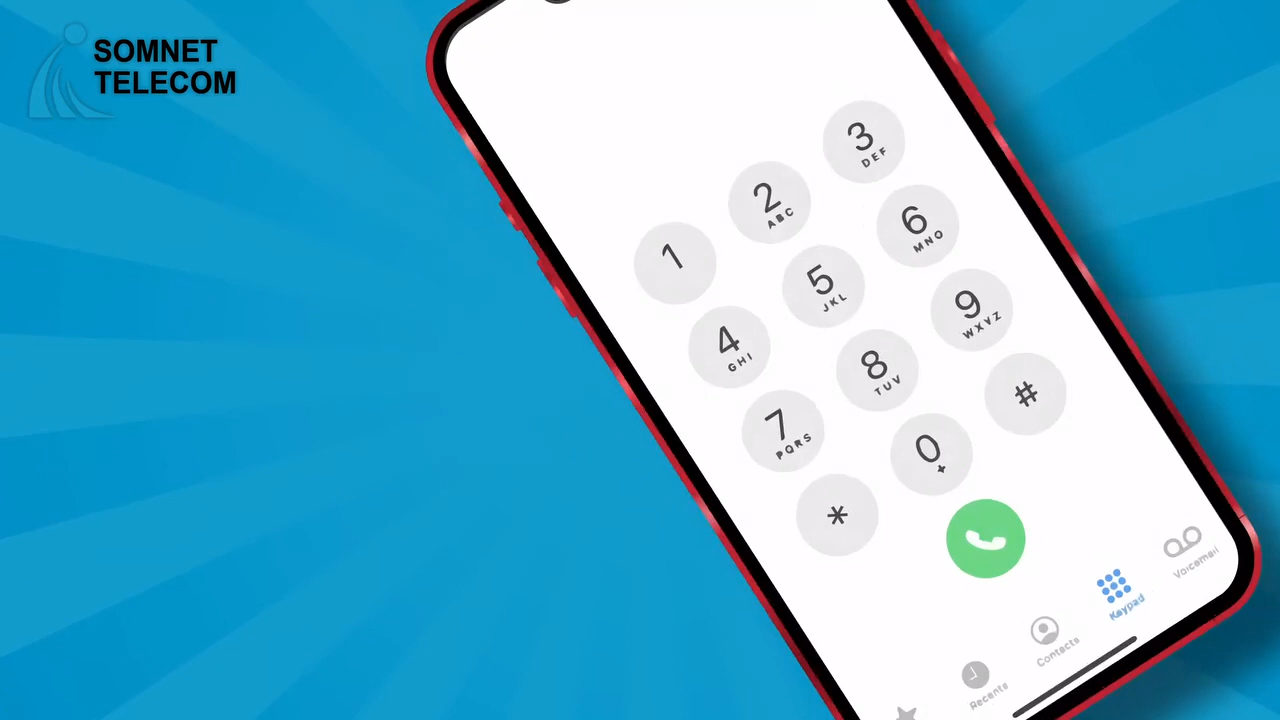 SOMNET
TELECOM
1
2
ABC
3
DEF
4
GHI
5
JKL
6
MNO
7
PQRS
8
TUV
9
WXYZ
*
0
+
#
Recents
Contacts
Keypad
Voicemail